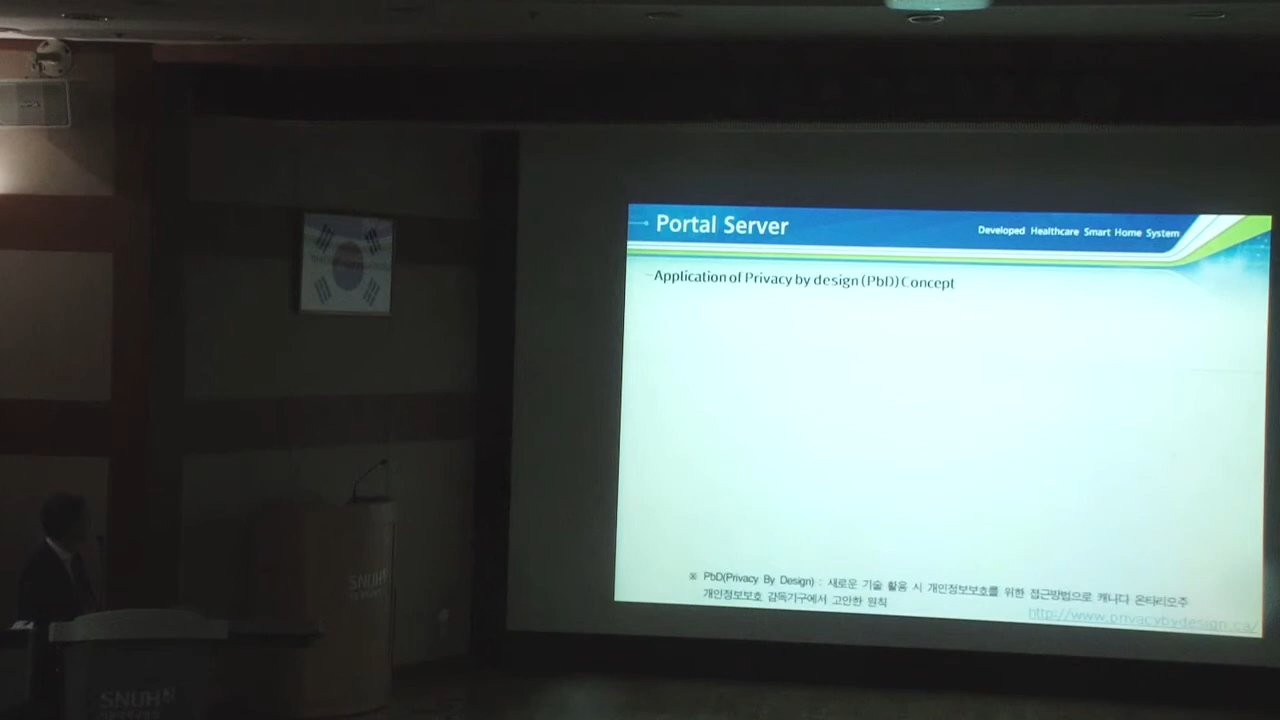 Portal Server
Developed Healthcare Smart Home System
Application of Privacy by design (PbD) Concept
※ PbD(Privacy By Design) : 새로운 기술 활용 시 개인정보보호를 위한 접근방법으로 캐나다 온타리오주
개인정보보호 감독기구에서 고안한 원칙
http://www.privacybydesign.ca/
SNUH
SNUH